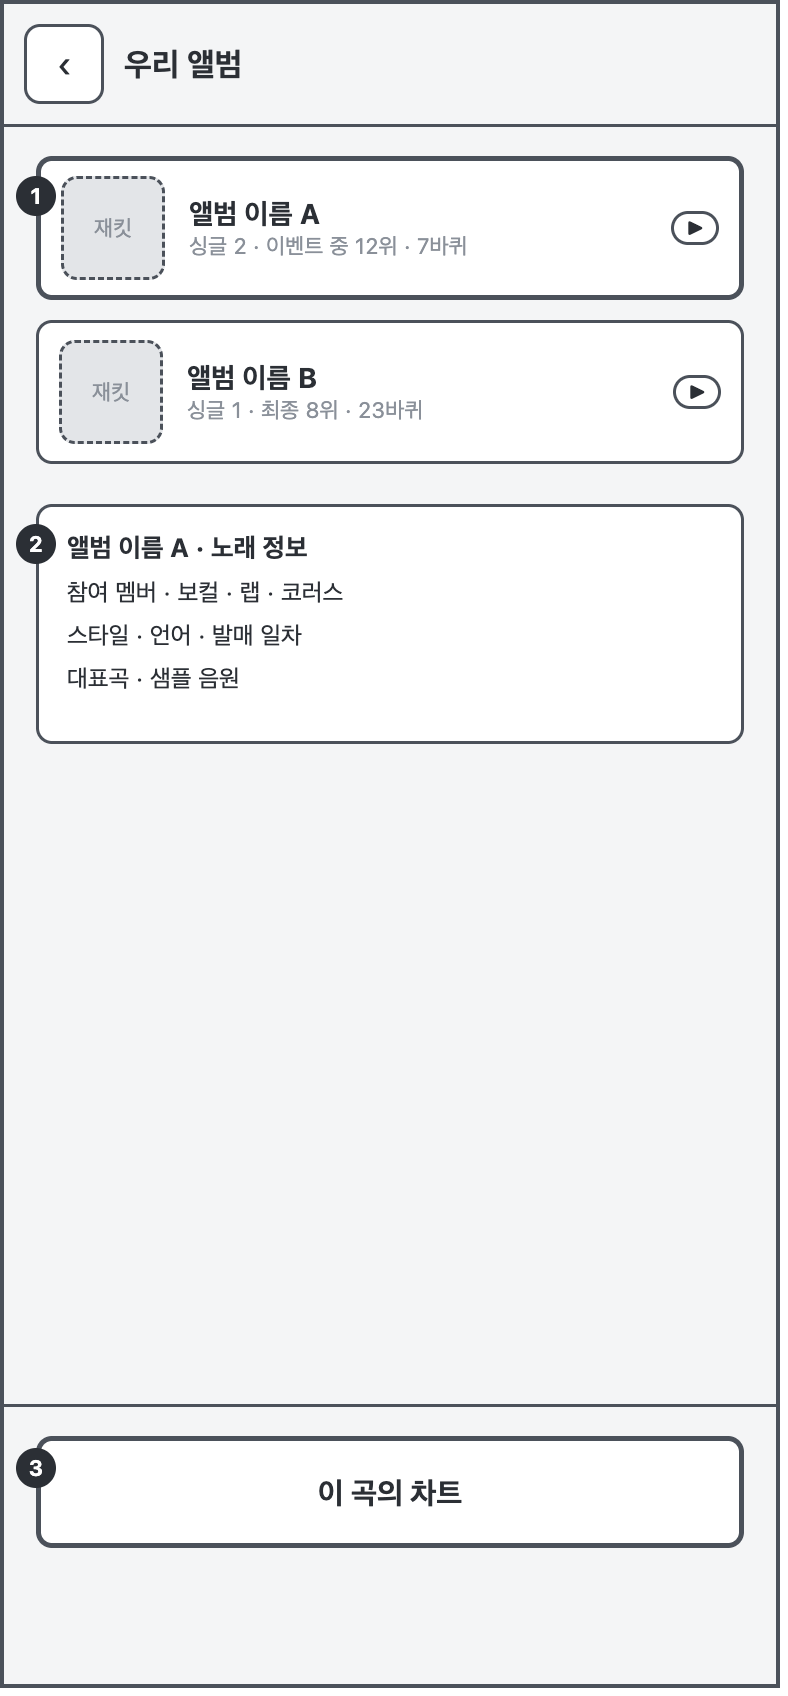 ‹ 우리 앨범
1
재킷
앨범 이름 A
싱글 2 · 이벤트 중 12위 · 7바퀴
재킷
앨범 이름 B
싱글 1 · 최종 8위 · 23바퀴
2
앨범 이름 A · 노래 정보
참여 멤버 · 보컬 · 랩 · 코러스
스타일 · 언어 · 발매 일차
대표곡 · 샘플 음원
3
이 곡의 차트